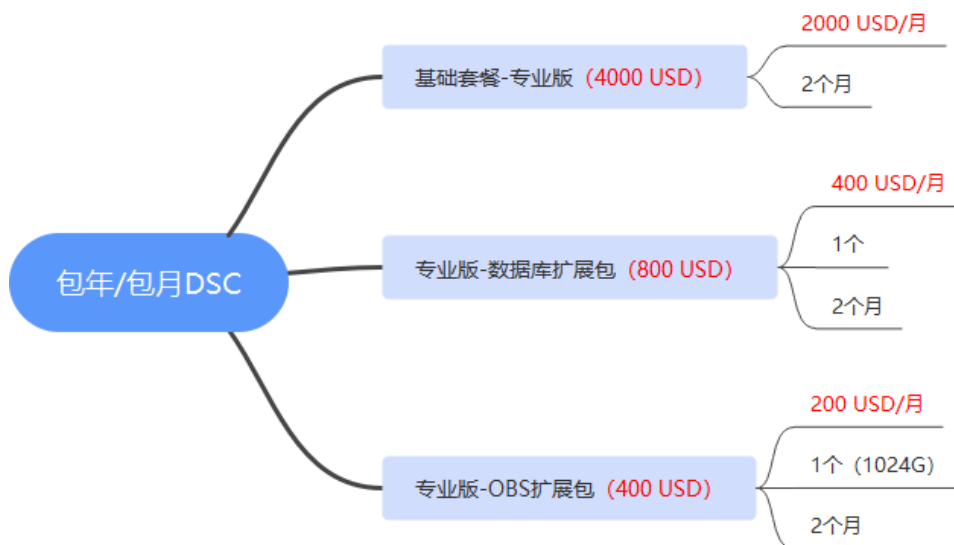 包年/包月DSC
基础套餐-专业版（4000 USD）
2000 USD/月
2个月
专业版-数据库扩展包（800 USD）
400 USD/月
1个
2个月
专业版-OBS扩展包（400 USD）
200 USD/月
1个（1024G）
2个月